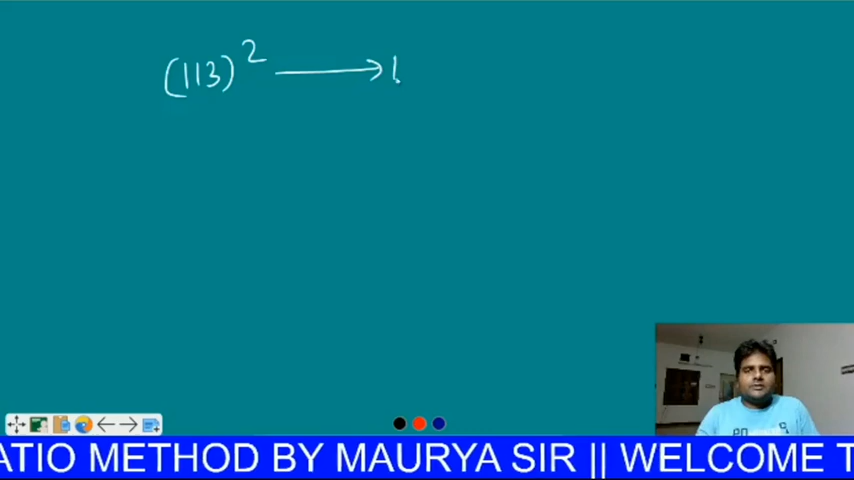 (113)² ⟶ 1
ATIO METHOD BY MAURYA SIR || WELCOME T